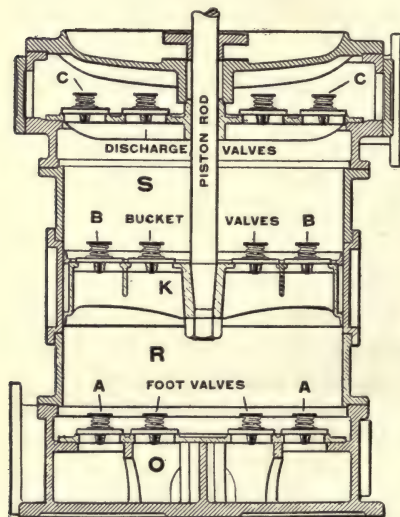 C C
DISCHARGE VALVES
PISTON ROD
S
B BUCKET VALVES B
K
R
A FOOT VALVES A
O